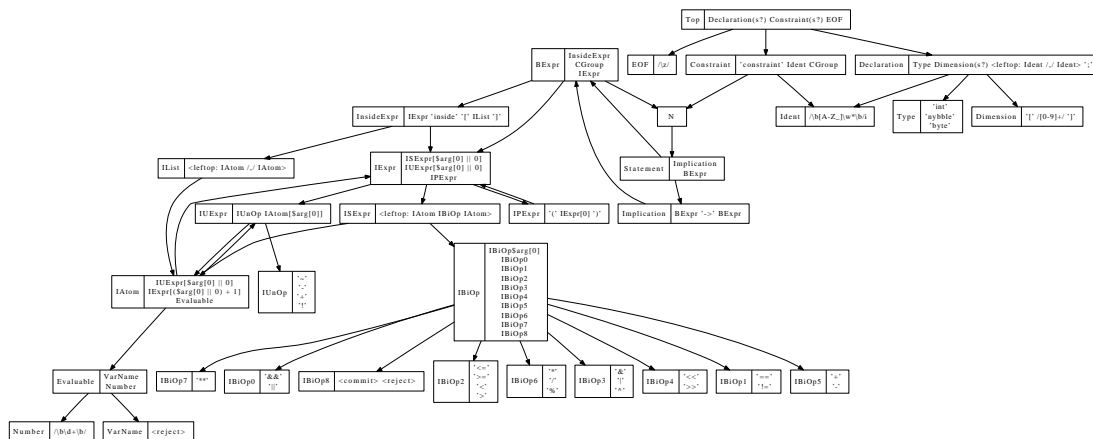 Top Declaration(s?) Constraint(s?) EOF
BExpr InsideExpr
CGroup
IExpr
EOF /\z/
Constraint 'constraint' Ident CGroup
Declaration Type Dimension(s?) <leftop: Ident /,/ Ident> ';'
InsideExpr IExpr 'inside' '[' IList ']'
N
Ident /\b[A-Z_]\w*\b/i
Type 'int'
'nybble'
'byte'
Dimension '[' /[0-9]+/ ']'
IList <leftop: IAtom /,/ IAtom>
IExpr ISExpr[$arg[0] || 0]
IUExpr[$arg[0] || 0]
IPExpr
Statement Implication
BExpr
IUExpr IUnOp IAtom[$arg[0]]
ISExpr <leftop: IAtom IBiOp IAtom>
IPExpr '(' IExpr[0] ')'
Implication BExpr '->' BExpr
IAtom IUExpr[$arg[0] || 0]
IExpr[($arg[0] || 0) + 1]
Evaluable
IUnOp '~'
'-'
'+'
'!'
IBiOp IBiOp$arg[0]
IBiOp0
IBiOp1
IBiOp2
IBiOp3
IBiOp4
IBiOp5
IBiOp6
IBiOp7
IBiOp8
Evaluable VarName
Number
IBiOp7 '**'
IBiOp0 '&&'
'||'
IBiOp8 <commit> <reject>
IBiOp2 '<='
'>='
'<'
'>'
IBiOp6 '*'
'/'
'%'
IBiOp3 '&'
'|'
'^'
IBiOp4 '<<'
'>>'
IBiOp1 '=='
'!='
IBiOp5 '+'
'-'
Number /\b\d+\b/
VarName <reject>